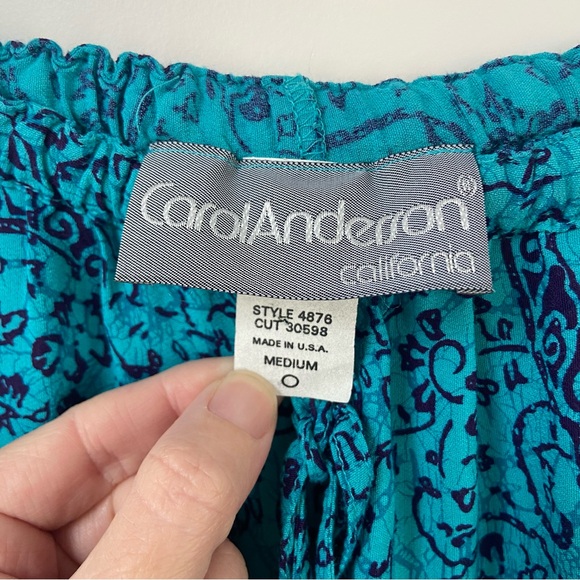 CarolAnderson®
california
STYLE 4876
CUT 30598
MADE IN U.S.A.
MEDIUM
O